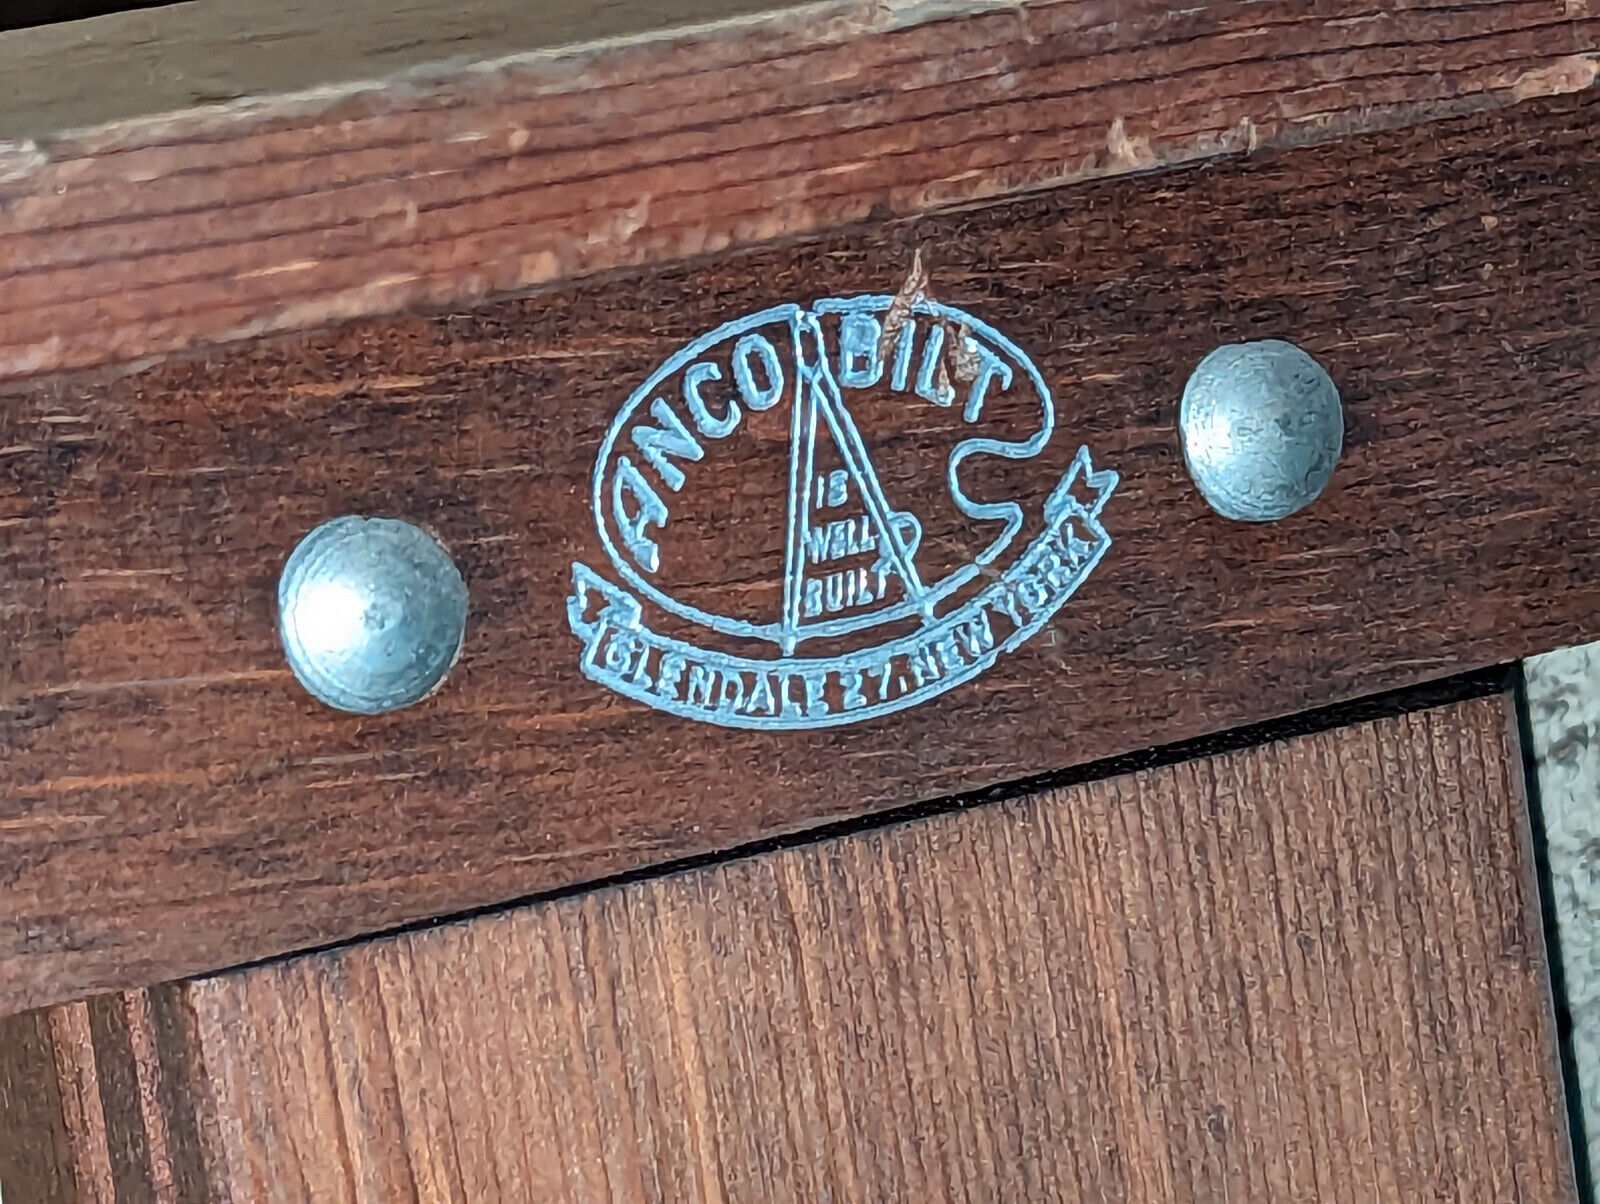 ANCO BILT
IS
WELL
BUILT
GLENDALE 27, NEW YORK